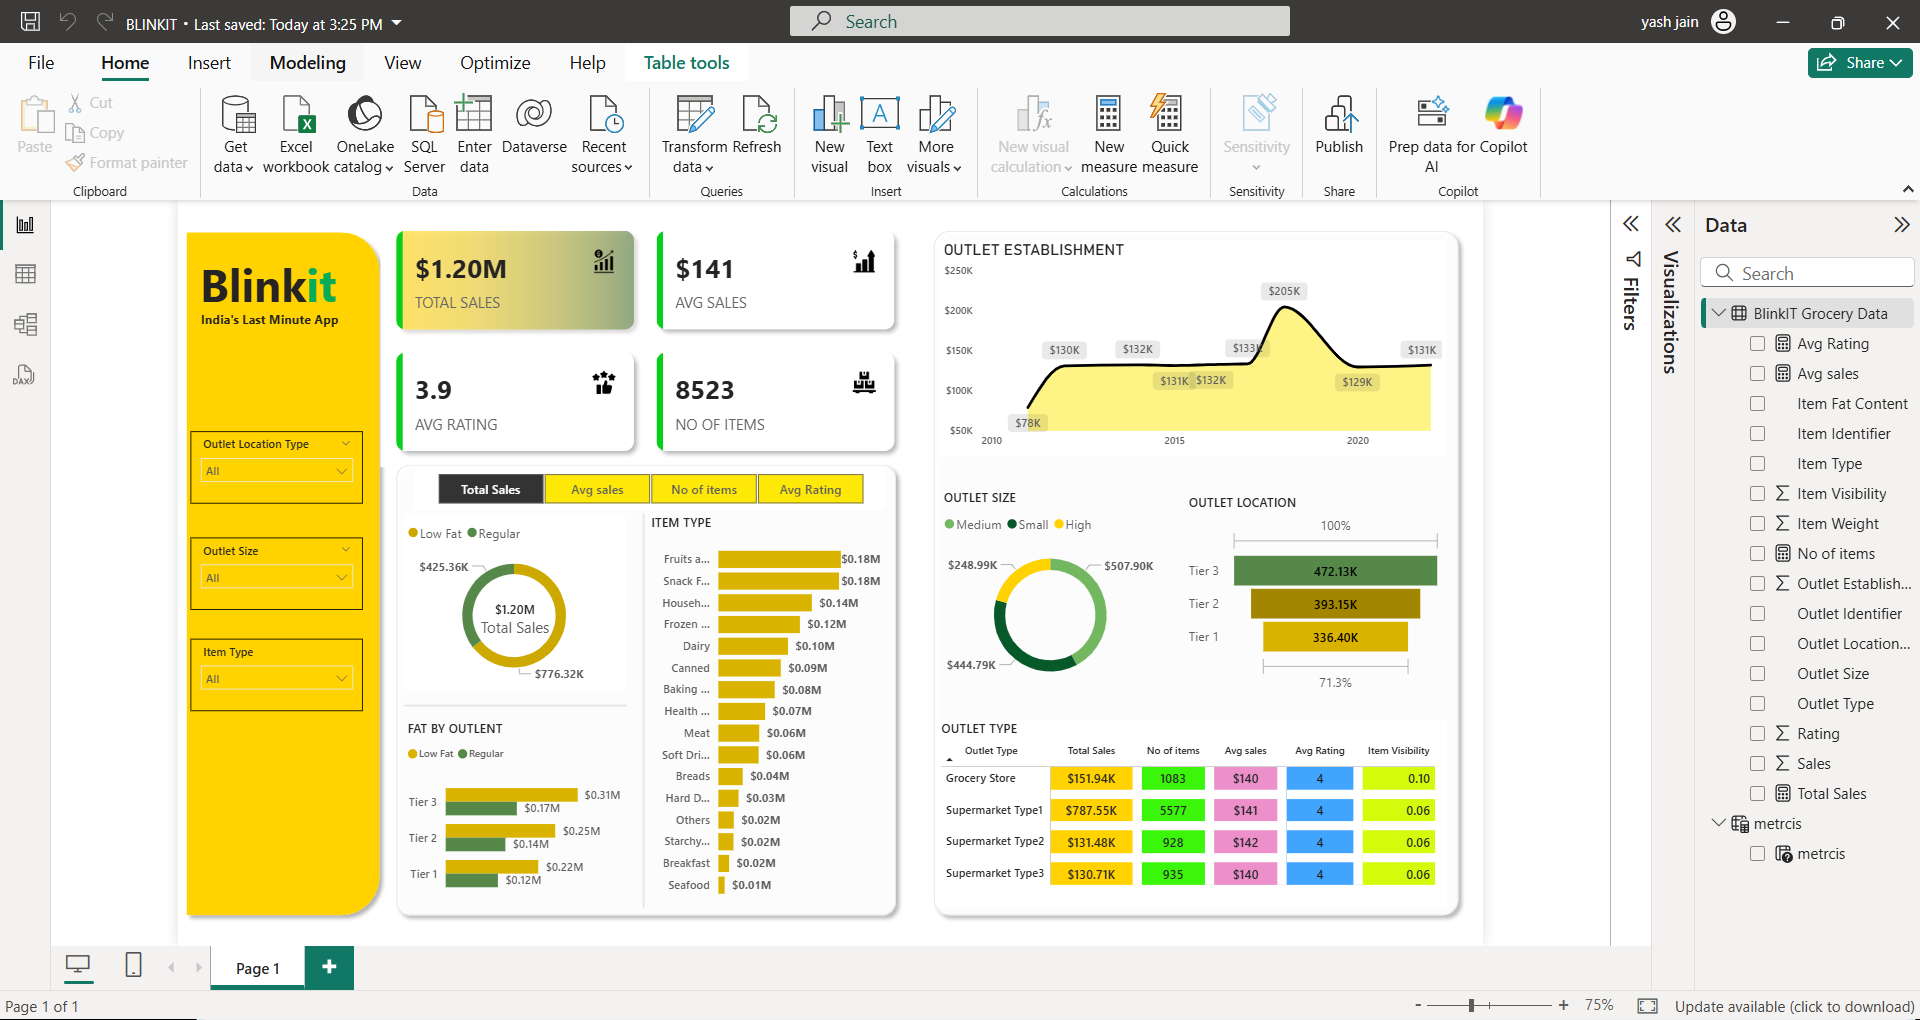 BLINKIT • Last saved: Today at 3:25 PM
Search
yash jain
File
Home
Insert
Modeling
View
Optimize
Help
Table tools
Share
Paste
Cut
Copy
Format painter
Clipboard
Get data
Excel workbook
OneLake catalog
SQL Server
Enter data
Dataverse
Recent sources
Data
Transform data
Refresh
Queries
New visual
Text box
More visuals
Insert
New visual calculation
New measure
Quick measure
Calculations
Sensitivity
Sensitivity
Publish
Share
Prep data for AI
Copilot
Copilot
Blinkit
India's Last Minute App
Outlet Location Type
All
Outlet Size
All
Item Type
All
$1.20M
TOTAL SALES
$141
AVG SALES
3.9
AVG RATING
8523
NO OF ITEMS
Total Sales
Avg sales
No of items
Avg Rating
Low Fat
Regular
$425.36K
$1.20M
Total Sales
$776.32K
FAT BY OUTLENT
Low Fat
Regular
Tier 3
$0.31M
$0.17M
Tier 2
$0.25M
$0.14M
Tier 1
$0.22M
$0.12M
ITEM TYPE
Fruits a... $0.18M
Snack F... $0.18M
Househ... $0.14M
Frozen ... $0.12M
Dairy $0.10M
Canned $0.09M
Baking ... $0.08M
Health ... $0.07M
Meat $0.06M
Soft Dri... $0.06M
Breads $0.04M
Hard D... $0.03M
Others $0.02M
Starchy... $0.02M
Breakfast $0.02M
Seafood $0.01M
OUTLET ESTABLISHMENT
$250K
$200K
$150K
$100K
$50K
2010
2015
2020
$78K
$130K
$132K
$131K
$132K
$133K
$205K
$129K
$131K
OUTLET SIZE
Medium
Small
High
$248.99K
$507.90K
$444.79K
OUTLET LOCATION
100%
Tier 3 472.13K
Tier 2 393.15K
Tier 1 336.40K
71.3%
OUTLET TYPE
Outlet Type Total Sales No of items Avg sales Avg Rating Item Visibility
Grocery Store $151.94K 1083 $140 4 0.10
Supermarket Type1 $787.55K 5577 $141 4 0.06
Supermarket Type2 $131.48K 928 $142 4 0.06
Supermarket Type3 $130.71K 935 $140 4 0.06
Filters
Visualizations
Data
Search
BlinkIT Grocery Data
Avg Rating
Avg sales
Item Fat Content
Item Identifier
Item Type
Item Visibility
Item Weight
No of items
Outlet Establish...
Outlet Identifier
Outlet Location...
Outlet Size
Outlet Type
Rating
Sales
Total Sales
metrcis
metrcis
DAX
Page 1
+
Page 1 of 1
- + 75%
Update available (click to download)